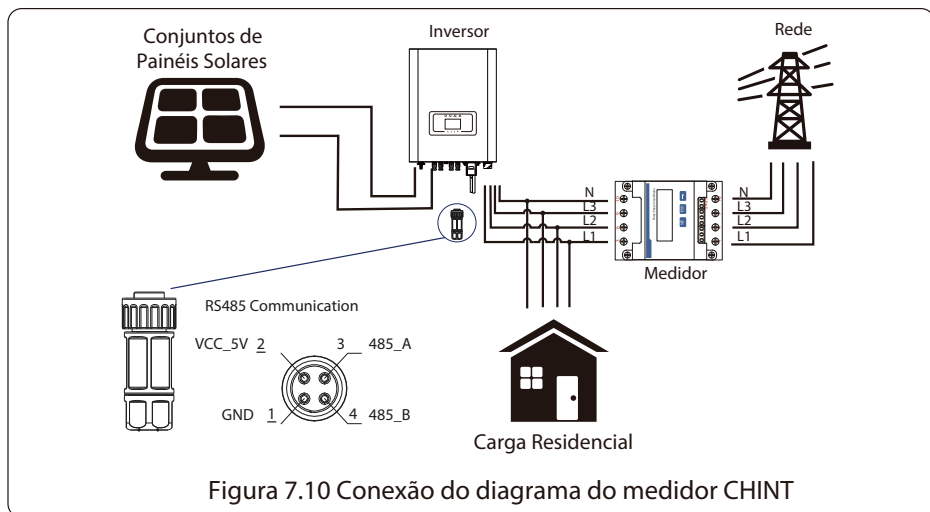 Conjuntos de
Painéis Solares
Inversor
Rede
N
L3
L2
L1
N
L3
L2
L1
Medidor
RS485 Communication
VCC_5V 2
3 485_A
GND 1
4 485_B
Carga Residencial
Figura 7.10 Conexão do diagrama do medidor CHINT